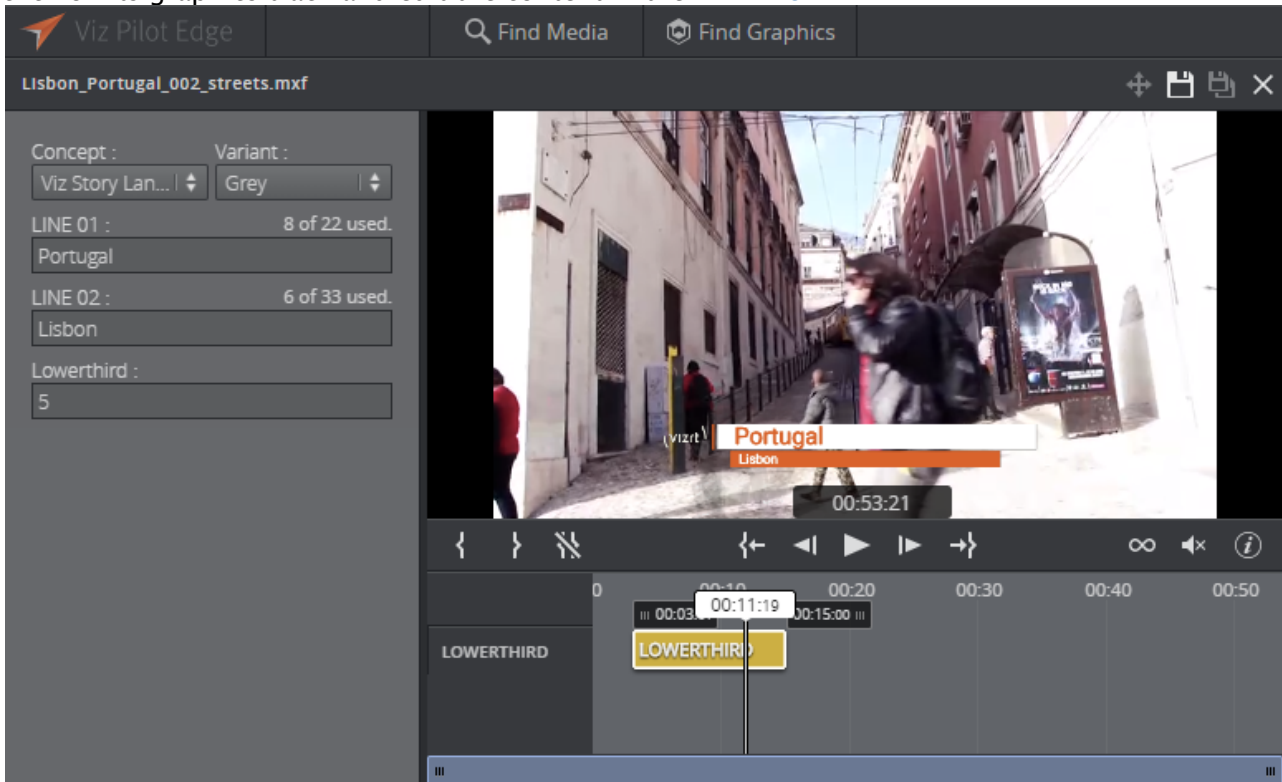 Viz Pilot Edge
Find Media
Find Graphics
LIsbon_Portugal_002_streets.mxf
Concept :
Variant :
Viz Story Lan...
Grey
LINE 01 :
8 of 22 used.
Portugal
LINE 02 :
6 of 33 used.
Lisbon
Lowerthird :
5
vizrt
Portugal
Lisbon
00:53:21
0
00:10
00:20
00:30
00:40
00:50
00:11:19
00:15:00
LOWERTHIRD
LOWERTHIRD